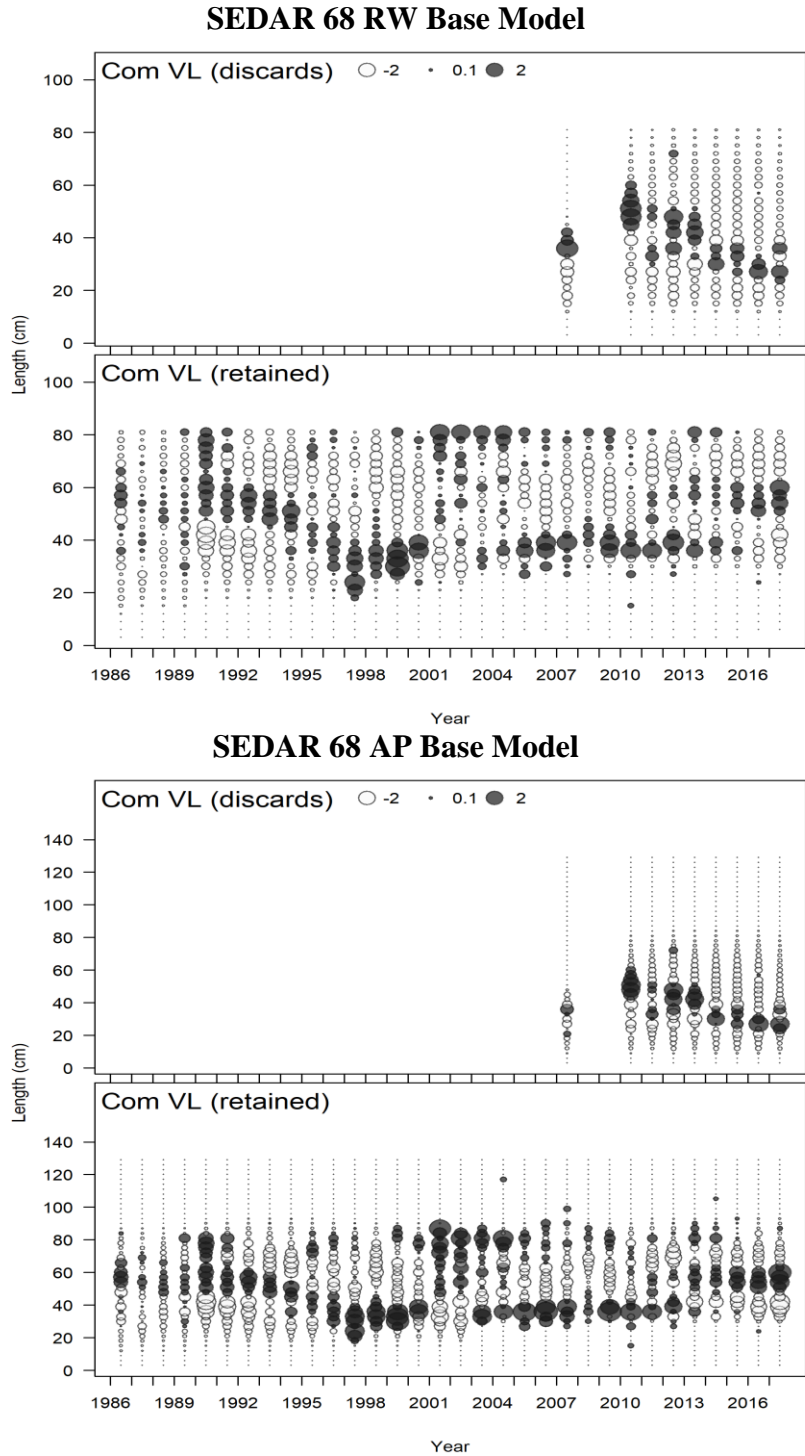 SEDAR 68 RW Base Model
Com VL (discards) -2 0.1 2
100
80
60
40
20
0
Length (cm)
Com VL (retained)
100
80
60
40
20
0
1986 1989 1992 1995 1998 2001 2004 2007 2010 2013 2016
Year
SEDAR 68 AP Base Model
Com VL (discards) -2 0.1 2
140
120
100
80
60
40
20
0
Length (cm)
Com VL (retained)
140
120
100
80
60
40
20
0
1986 1989 1992 1995 1998 2001 2004 2007 2010 2013 2016
Year